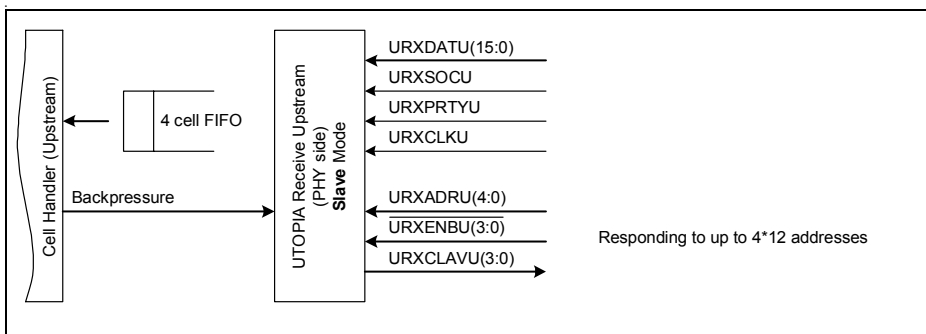 Cell Handler (Upstream)
4 cell FIFO
Backpressure
UTOPIA Receive Upstream
(PHY side)
Slave Mode
URXDATU(15:0)
URXSOCU
URXPRTYU
URXCLKU
URXADRU(4:0)
URXENBU(3:0)
URXCLAVU(3:0)
Responding to up to 4*12 addresses